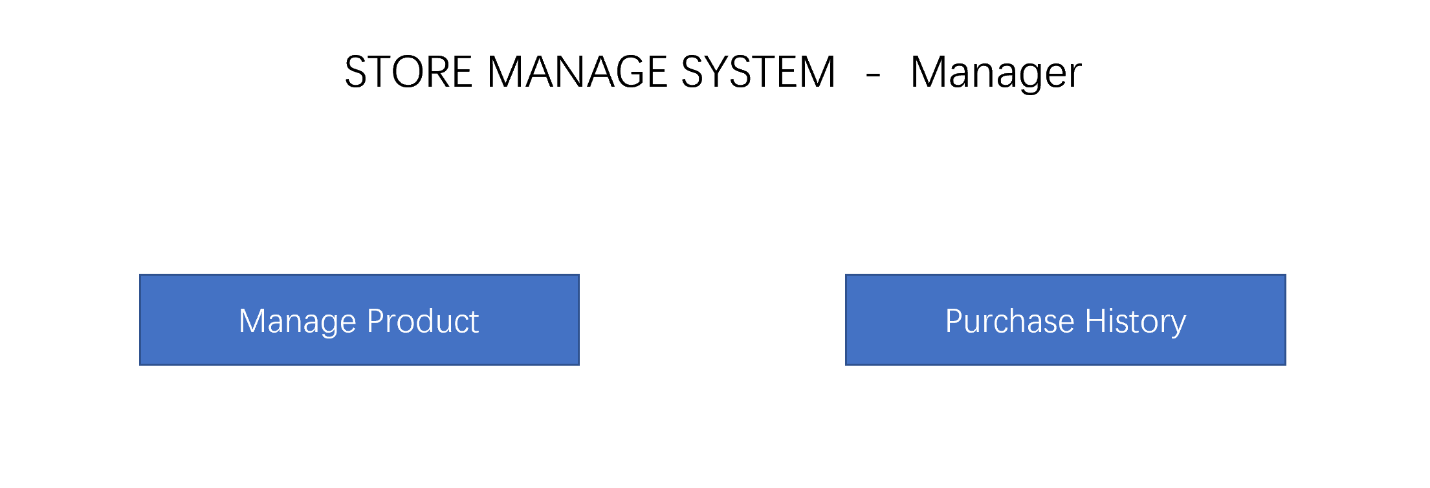 STORE MANAGE SYSTEM - Manager
Manage Product
Purchase History